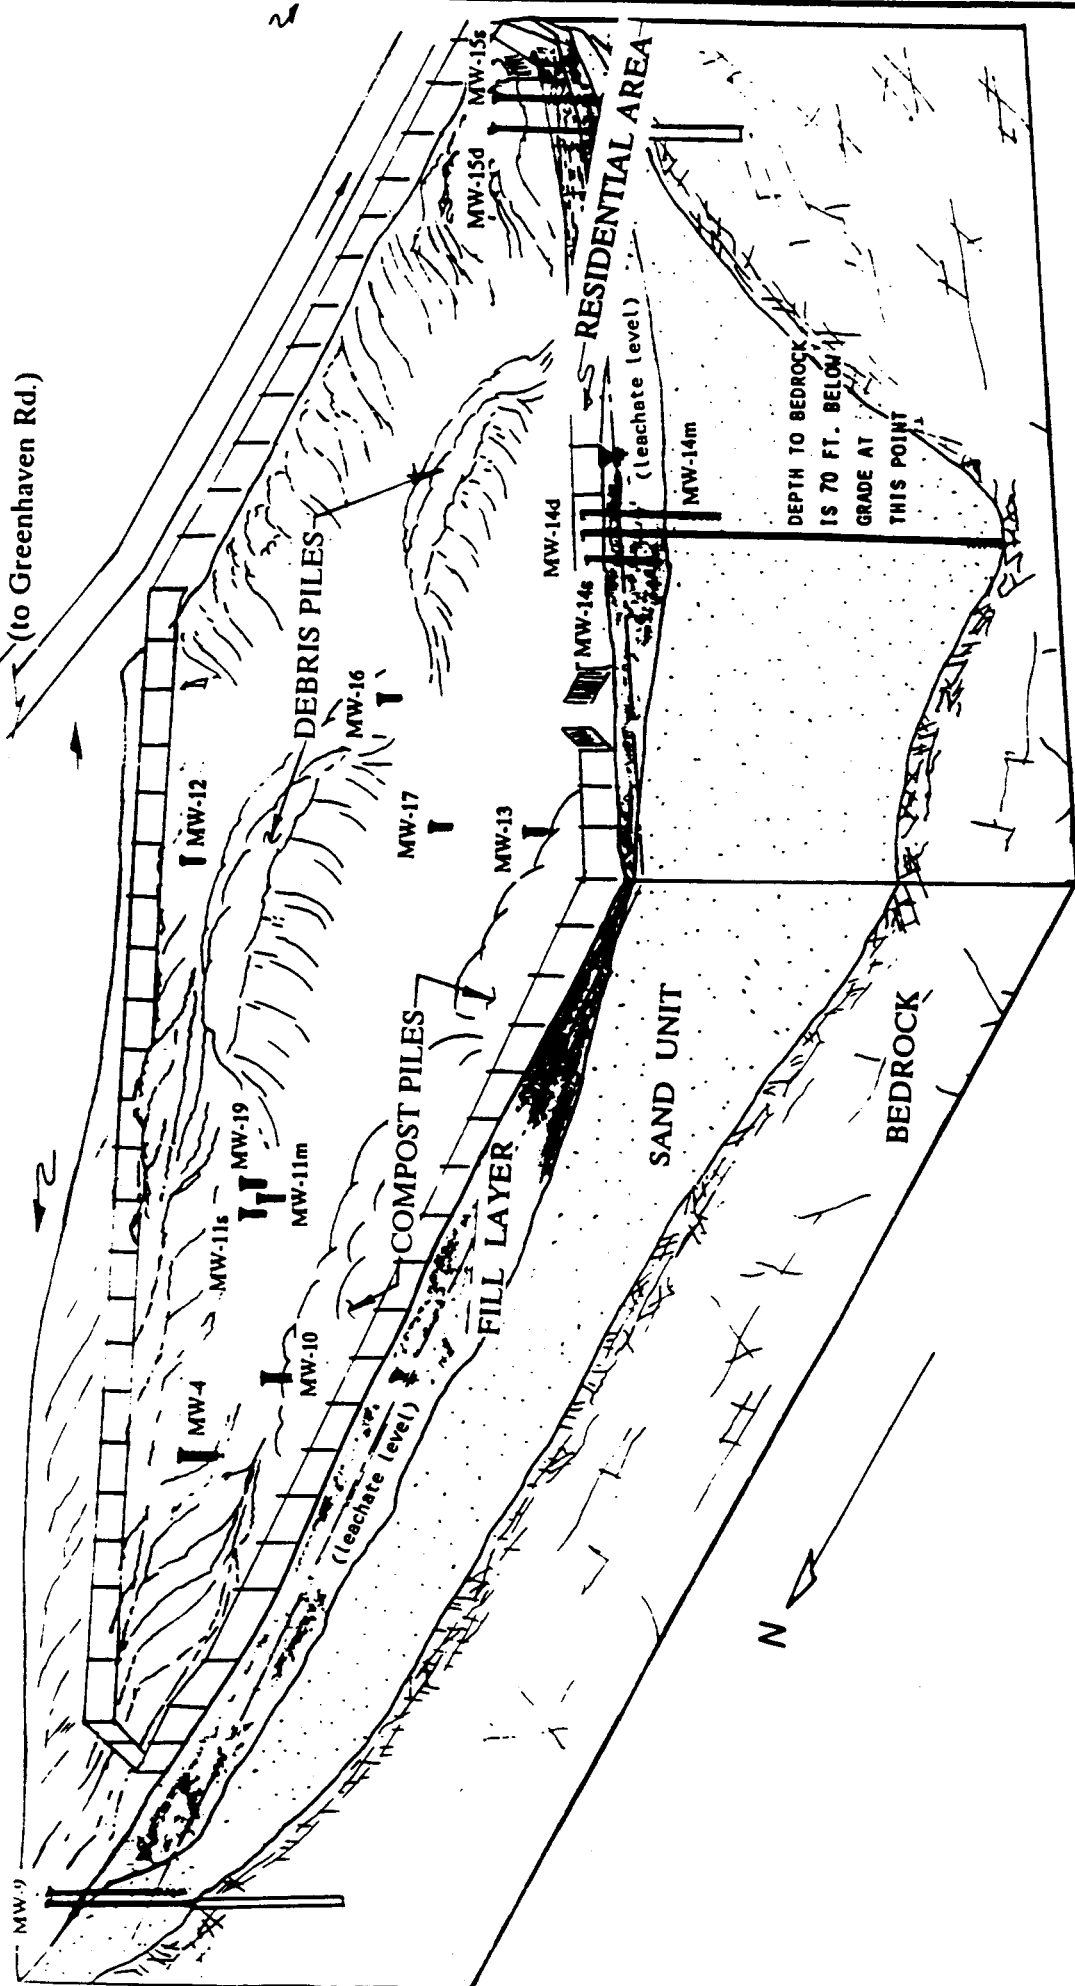 (to Greenhaven Rd.)
MW-9
MW-15s
MW-15d
RESIDENTIAL AREA
DEBRIS PILES
MW-12
MW-16
MW-17
MW-13
MW-14d
MW-14s
MW-14m
(leachate level)
DEPTH TO BEDROCK
IS 70 FT. BELOW
GRADE AT
THIS POINT
MW-19
MW-11s
MW-11m
MW-4
MW-10
COMPOST PILES
FILL LAYER
(leachate level)
SAND UNIT
BEDROCK
N